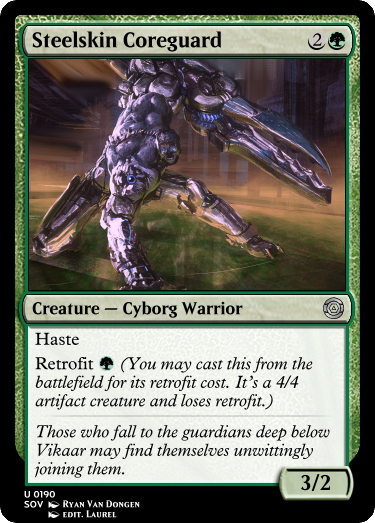 Steelskin Coreguard 2
Creature — Cyborg Warrior
Haste
Retrofit (You may cast this from the
battlefield for its retrofit cost. It's a 4/4
artifact creature and loses retrofit.)
Those who fall to the guardians deep below
Vikaar may find themselves unwittingly
joining them.
3/2
U 0190
SOV RYAN VAN DONGEN
EDIT. LAUREL